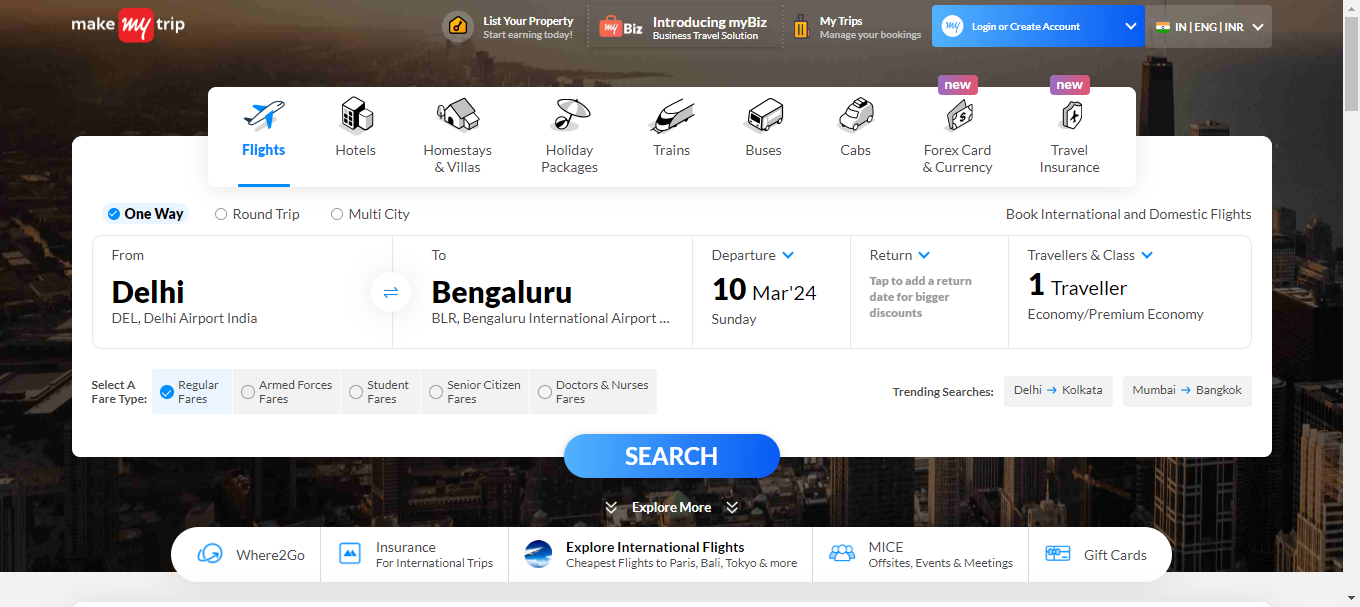 make my trip
List Your Property
Start earning today!
my Biz
Introducing myBiz
Business Travel Solution
My Trips
Manage your bookings
my Login or Create Account
IN | ENG | INR
new
new
Flights
Hotels
Homestays
& Villas
Holiday
Packages
Trains
Buses
Cabs
Forex Card
& Currency
Travel
Insurance
One Way
Round Trip
Multi City
Book International and Domestic Flights
From
Delhi
DEL, Delhi Airport India
To
Bengaluru
BLR, Bengaluru International Airport ...
Departure
10 Mar'24
Sunday
Return
Tap to add a return
date for bigger
discounts
Travellers & Class
1 Traveller
Economy/Premium Economy
Select A
Fare Type:
Regular
Fares
Armed Forces
Fares
Student
Fares
Senior Citizen
Fares
Doctors & Nurses
Fares
Trending Searches:
Delhi → Kolkata
Mumbai → Bangkok
SEARCH
Explore More
Where2Go
Insurance
For International Trips
Explore International Flights
Cheapest Flights to Paris, Bali, Tokyo & more
MICE
Offsites, Events & Meetings
Gift Cards